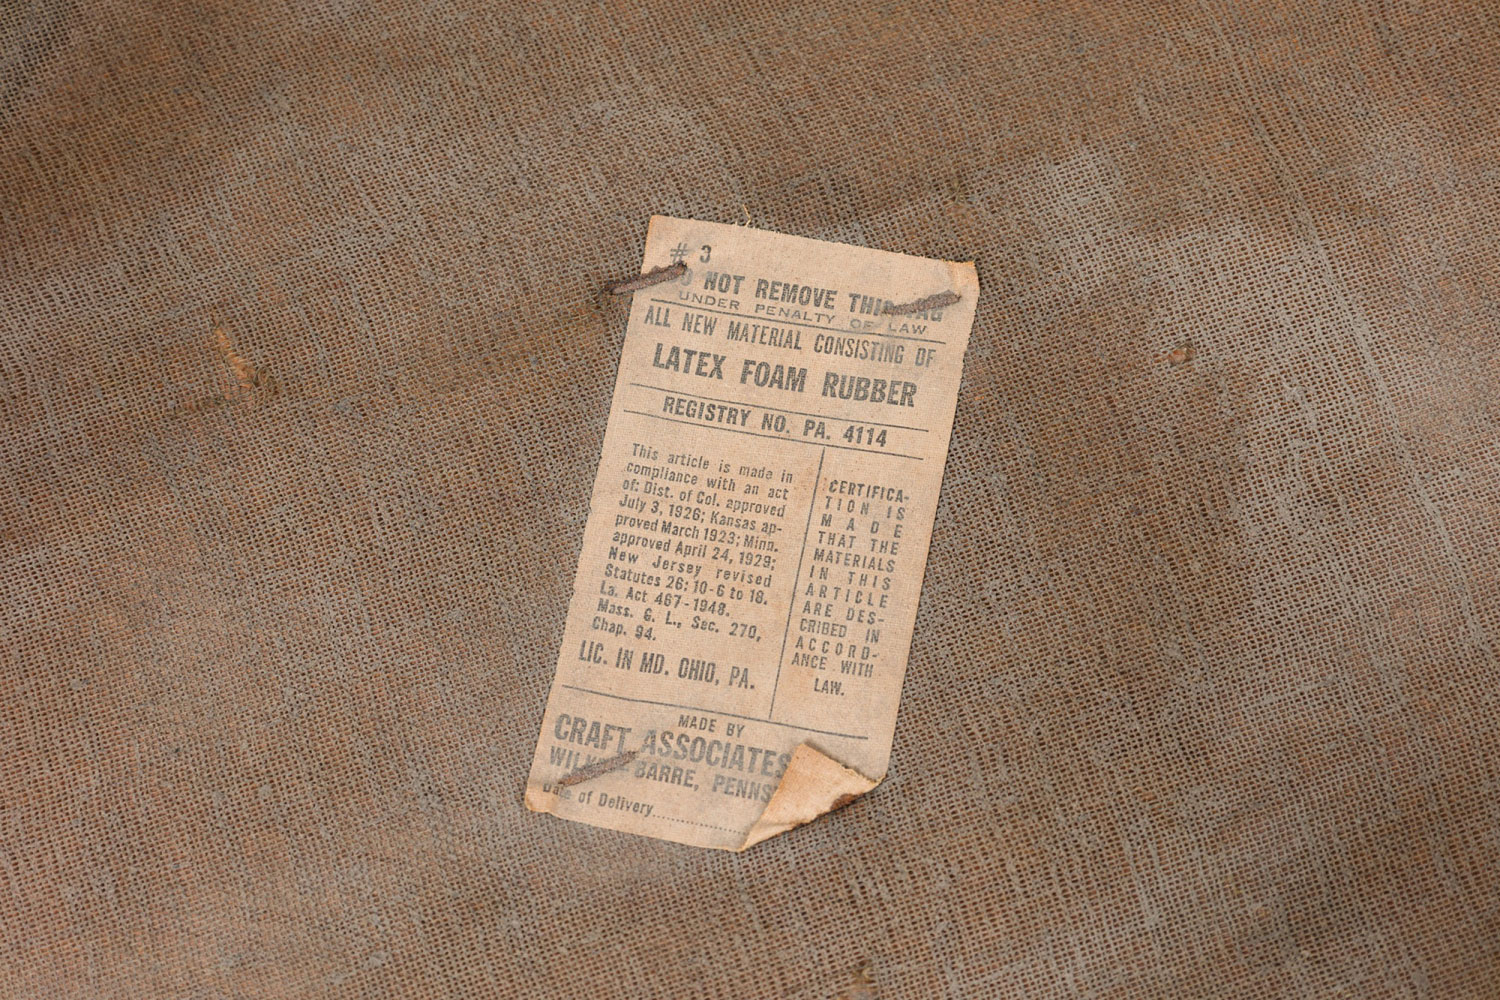 # 3
NOT REMOVE THIS TAG
UNDER PENALTY OF LAW
ALL NEW MATERIAL CONSISTING OF
LATEX FOAM RUBBER
REGISTRY NO. PA. 4114
This article is made in
compliance with an act
of: Dist. of Col. approved
July 3, 1926; Kansas ap-
proved March 1923; Minn.
approved April 24, 1929;
New Jersey revised
Statutes 26; 10-6 to 18.
La. Act 467-1948.
Mass. G. L., Sec. 270,
Chap. 94.
LIC. IN MD. OHIO, PA.
CERTIFICA-
TION IS
MADE
THAT THE
MATERIALS
IN THIS
ARTICLE
ARE DES-
CRIBED IN
ACCORD-
ANCE WITH
LAW.
MADE BY
CRAFT ASSOCIATES
WILKES-BARRE, PENNS
Date of Delivery....................